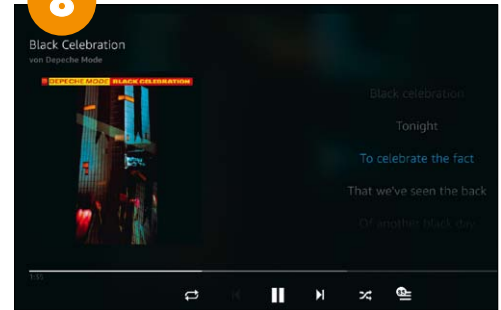 8
Black Celebration
von Depeche Mode
DEPECHE MODE BLACK CELEBRATION
Black celebration
Tonight
To celebrate the fact
That we've seen the back
Of another black day